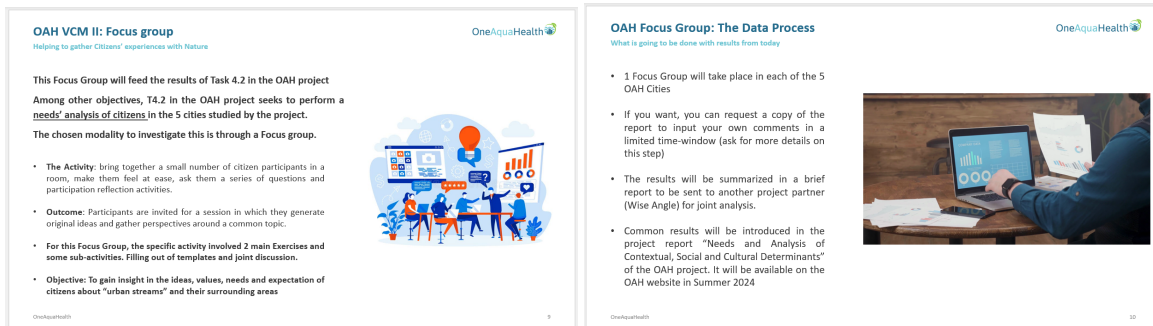 OAH VCM II: Focus group
OneAquaHealth
Helping to gather Citizens' experiences with Nature
This Focus Group will feed the results of Task 4.2 in the OAH project
Among other objectives, T4.2 in the OAH project seeks to perform a
needs' analysis of citizens in the 5 cities studied by the project.
The chosen modality to investigate this is through a Focus group.
• The Activity: bring together a small number of citizen participants in a
room, make them feel at ease, ask them a series of questions and
participation reflection activities.
• Outcome: Participants are invited for a session in which they generate
original ideas and gather perspectives around a common topic.
• For this Focus Group, the specific activity involved 2 main Exercises and
some sub-activities. Filling out of templates and joint discussion.
• Objective: To gain insight in the ideas, values, needs and expectation of
citizens about "urban streams" and their surrounding areas
OneAquaHealth
9
OAH Focus Group: The Data Process
OneAquaHealth
What is going to be done with results from today
• 1 Focus Group will take place in each of the 5
OAH Cities
• If you want, you can request a copy of the
report to input your own comments in a
limited time-window (ask for more details on
this step)
• The results will be summarized in a brief
report to be sent to another project partner
(Wise Angle) for joint analysis.
• Common results will be introduced in the
project report "Needs and Analysis of
Contextual, Social and Cultural Determinants"
of the OAH project. It will be available on the
OAH website in Summer 2024
OneAquaHealth
10